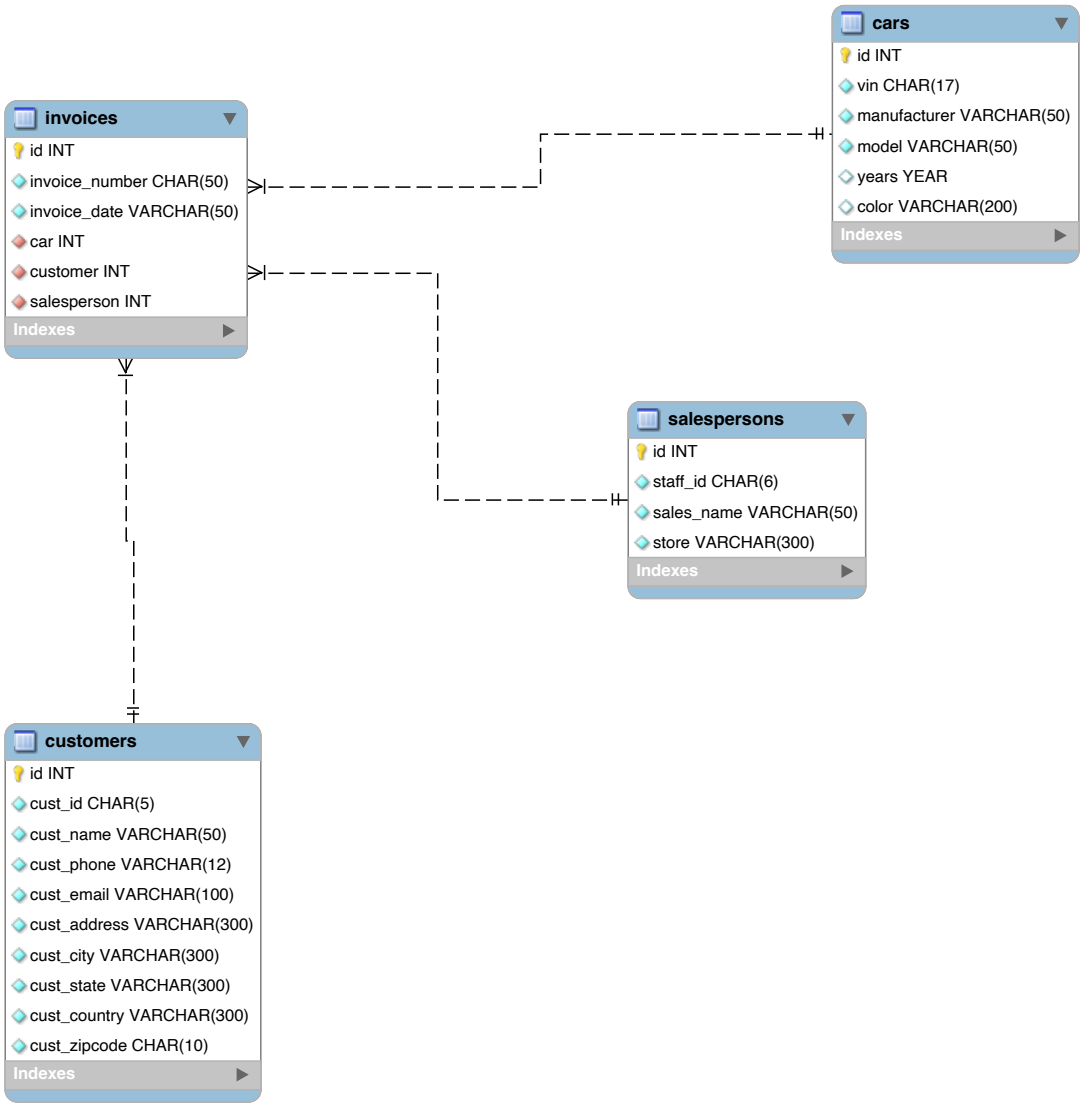 cars
id INT
vin CHAR(17)
manufacturer VARCHAR(50)
model VARCHAR(50)
years YEAR
color VARCHAR(200)
Indexes
invoices
id INT
invoice_number CHAR(50)
invoice_date VARCHAR(50)
car INT
customer INT
salesperson INT
Indexes
salespersons
id INT
staff_id CHAR(6)
sales_name VARCHAR(50)
store VARCHAR(300)
Indexes
customers
id INT
cust_id CHAR(5)
cust_name VARCHAR(50)
cust_phone VARCHAR(12)
cust_email VARCHAR(100)
cust_address VARCHAR(300)
cust_city VARCHAR(300)
cust_state VARCHAR(300)
cust_country VARCHAR(300)
cust_zipcode CHAR(10)
Indexes